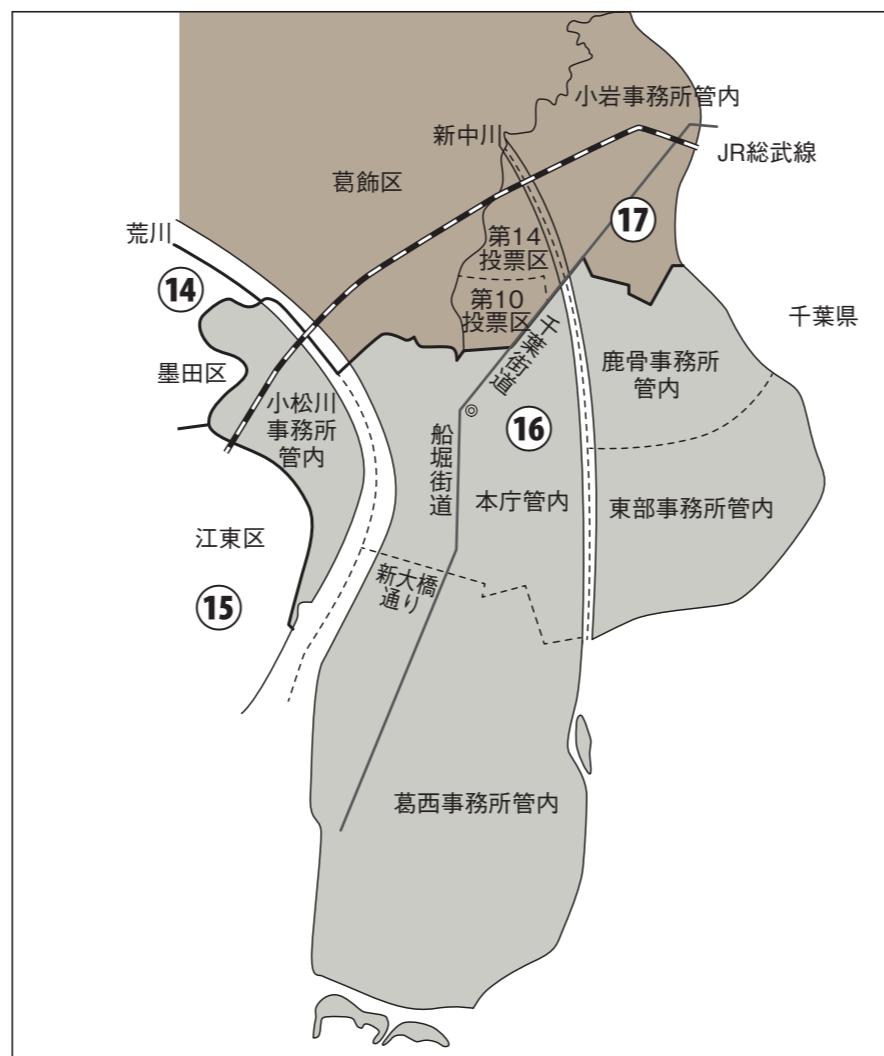 小岩事務所管内
新中川
JR総武線
葛飾区
荒川
17
第14
投票区
14
第10
投票区
千葉県
千葉街道
墨田区
鹿骨事務所
管内
小松川
事務所
管内
16
船堀街道
本庁管内
東部事務所管内
江東区
新大橋
通り
15
葛西事務所管内